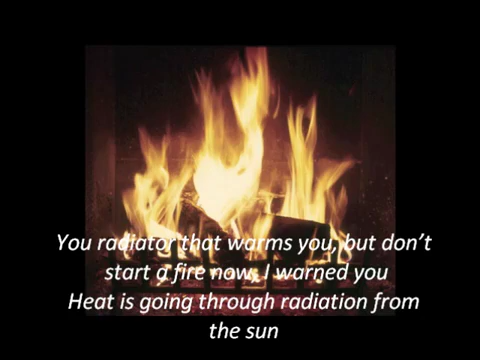 You radiator that warms you, but don't
start a fire now, I warned you
Heat is going through radiation from
the sun